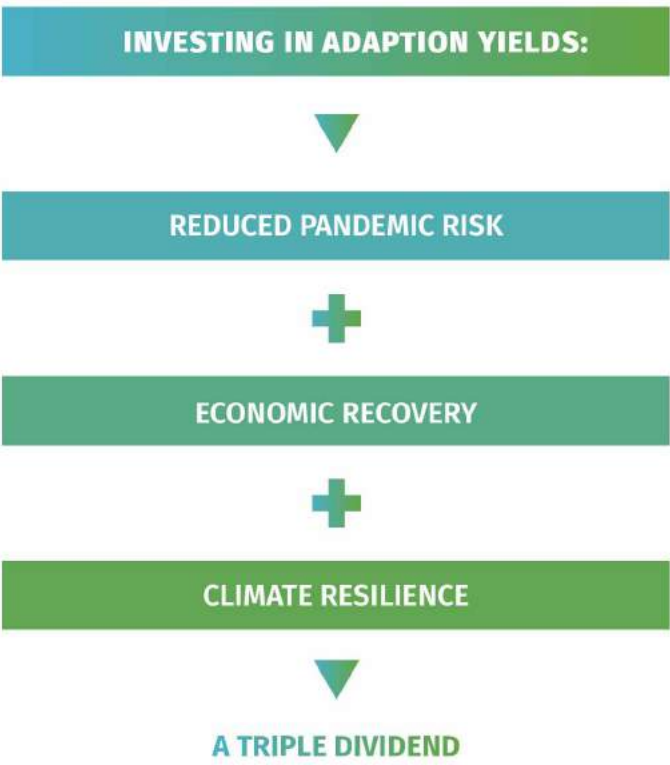 INVESTING IN ADAPTION YIELDS:
REDUCED PANDEMIC RISK
ECONOMIC RECOVERY
CLIMATE RESILIENCE
A TRIPLE DIVIDEND